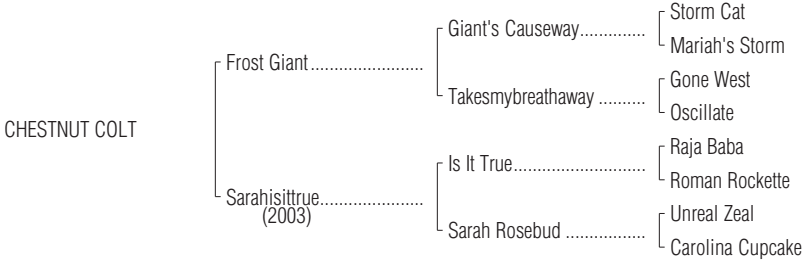 Storm Cat
Giant's Causeway..............
Mariah's Storm
Frost Giant........................
Gone West
Takesmybreathaway ..........
Oscillate
CHESTNUT COLT
Raja Baba
Is It True............................
Roman Rockette
Sarahisittrue......................
(2003)
Unreal Zeal
Sarah Rosebud .................
Carolina Cupcake